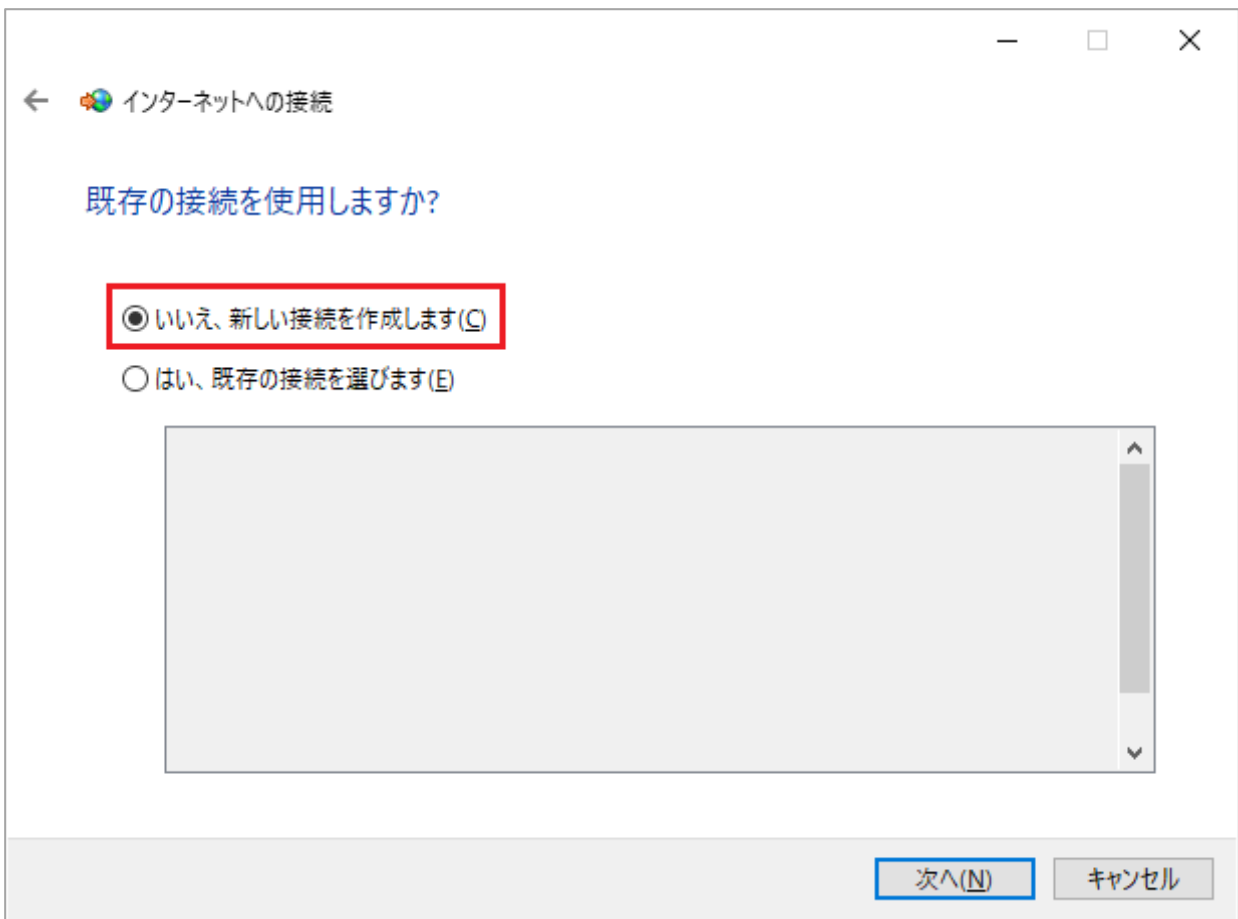 インターネットへの接続
既存の接続を使用しますか?
いいえ、新しい接続を作成します(C)
はい、既存の接続を選びます(E)
次へ(N)
キャンセル